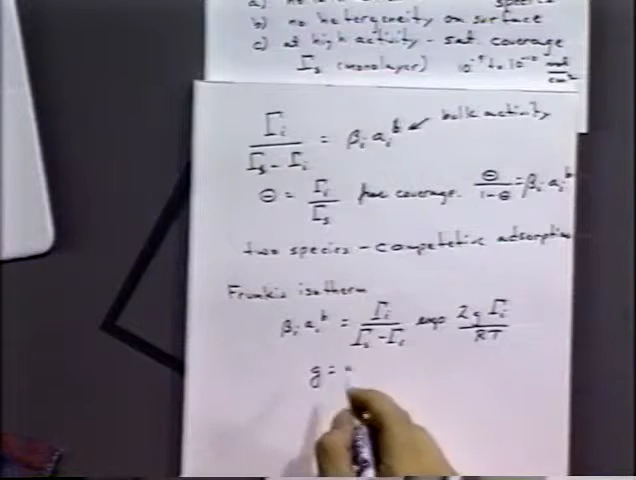 b) no heterogeneity on surface
c) at high activity - sat. coverage
Γs (monolayer) 10⁻⁹ to 10⁻¹⁰ mol/cm²
Γi / (Γs - Γi) = βi ai^b ↙ bulk activity
θ = Γi / Γs frac coverage. θ / (1-θ) = βi ai^b
two species - competetive adsorption
Frumkin isotherm
βi ai^b = Γi / (Γs - Γi) exp 2g Γi / RT
g =